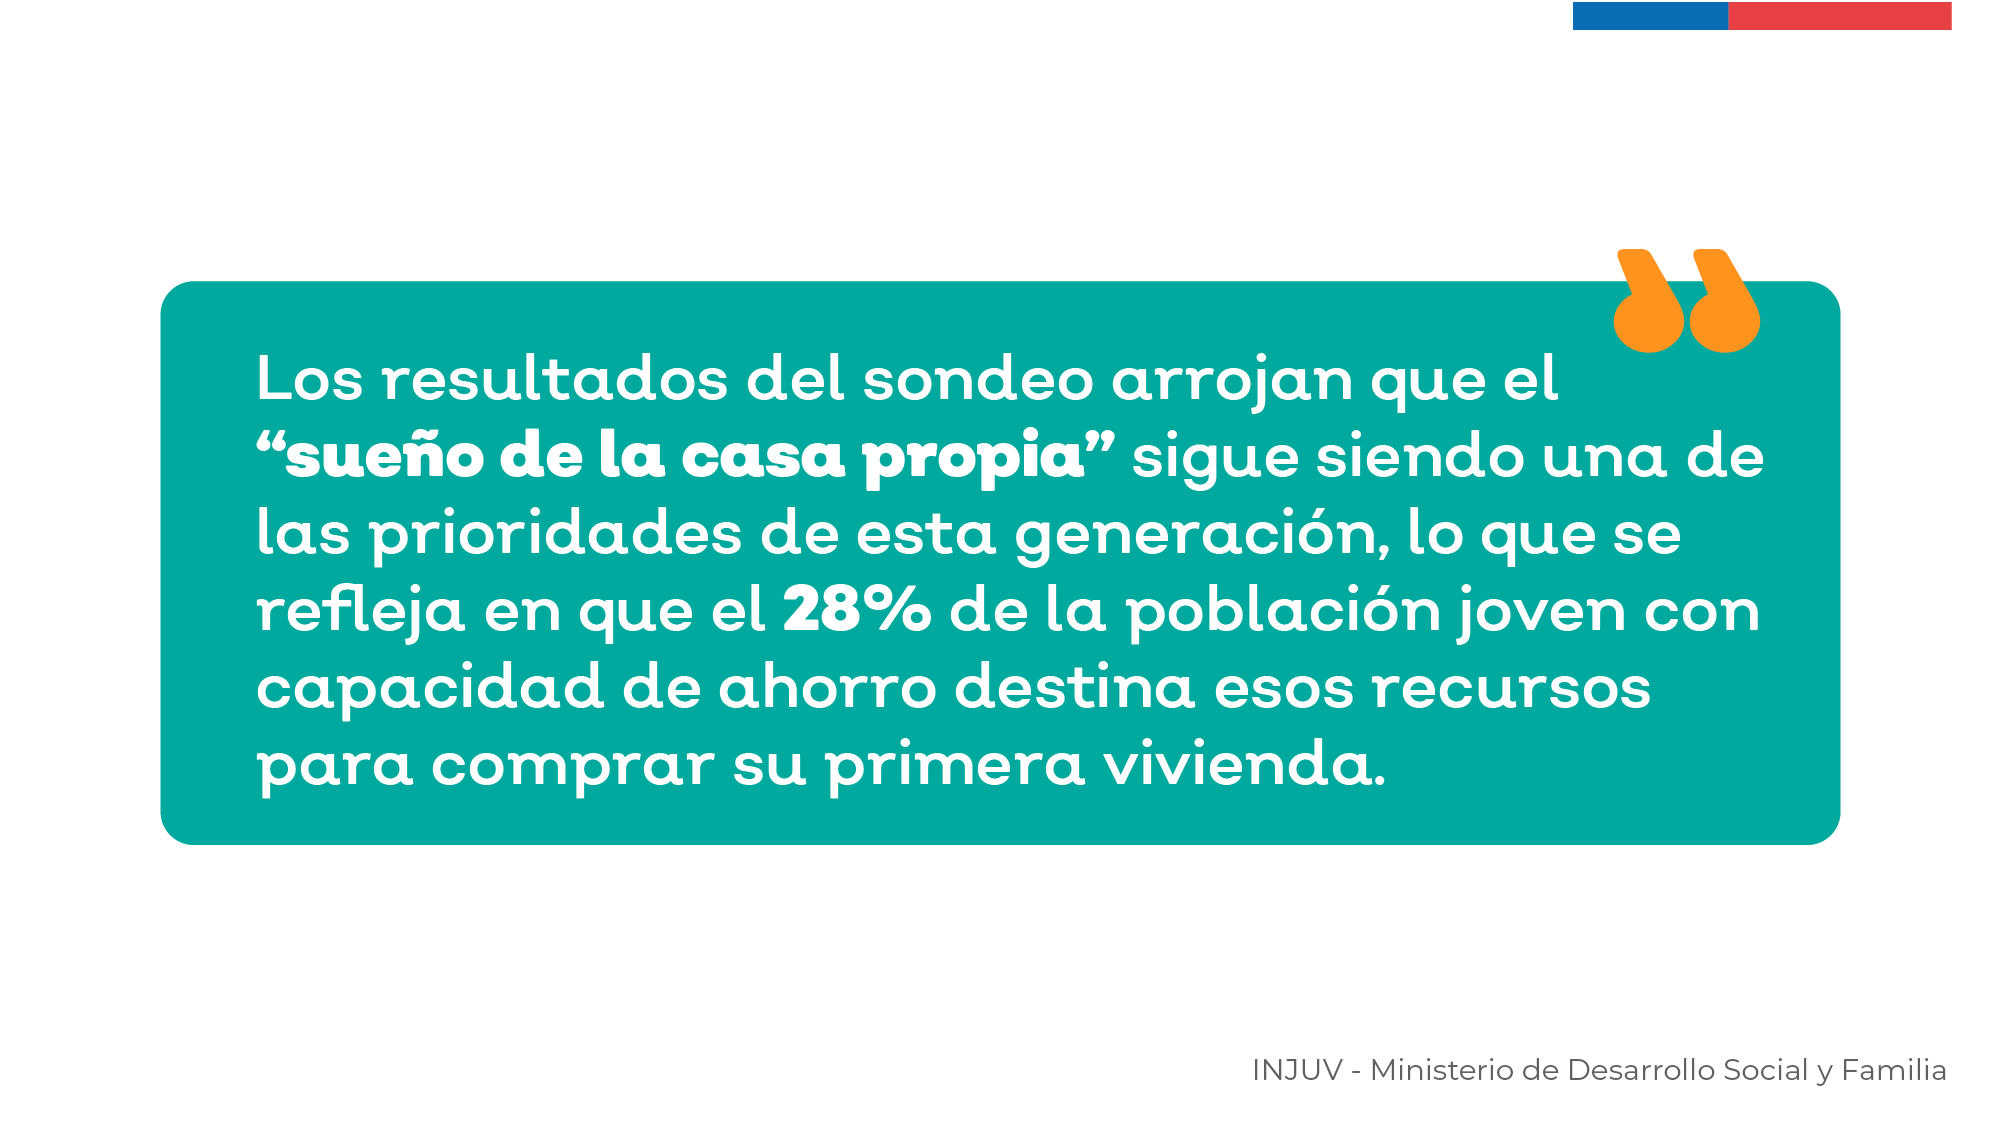 Los resultados del sondeo arrojan que el
“sueño de la casa propia” sigue siendo una de
las prioridades de esta generación, lo que se
refleja en que el 28% de la población joven con
capacidad de ahorro destina esos recursos
para comprar su primera vivienda.
INJUV - Ministerio de Desarrollo Social y Familia